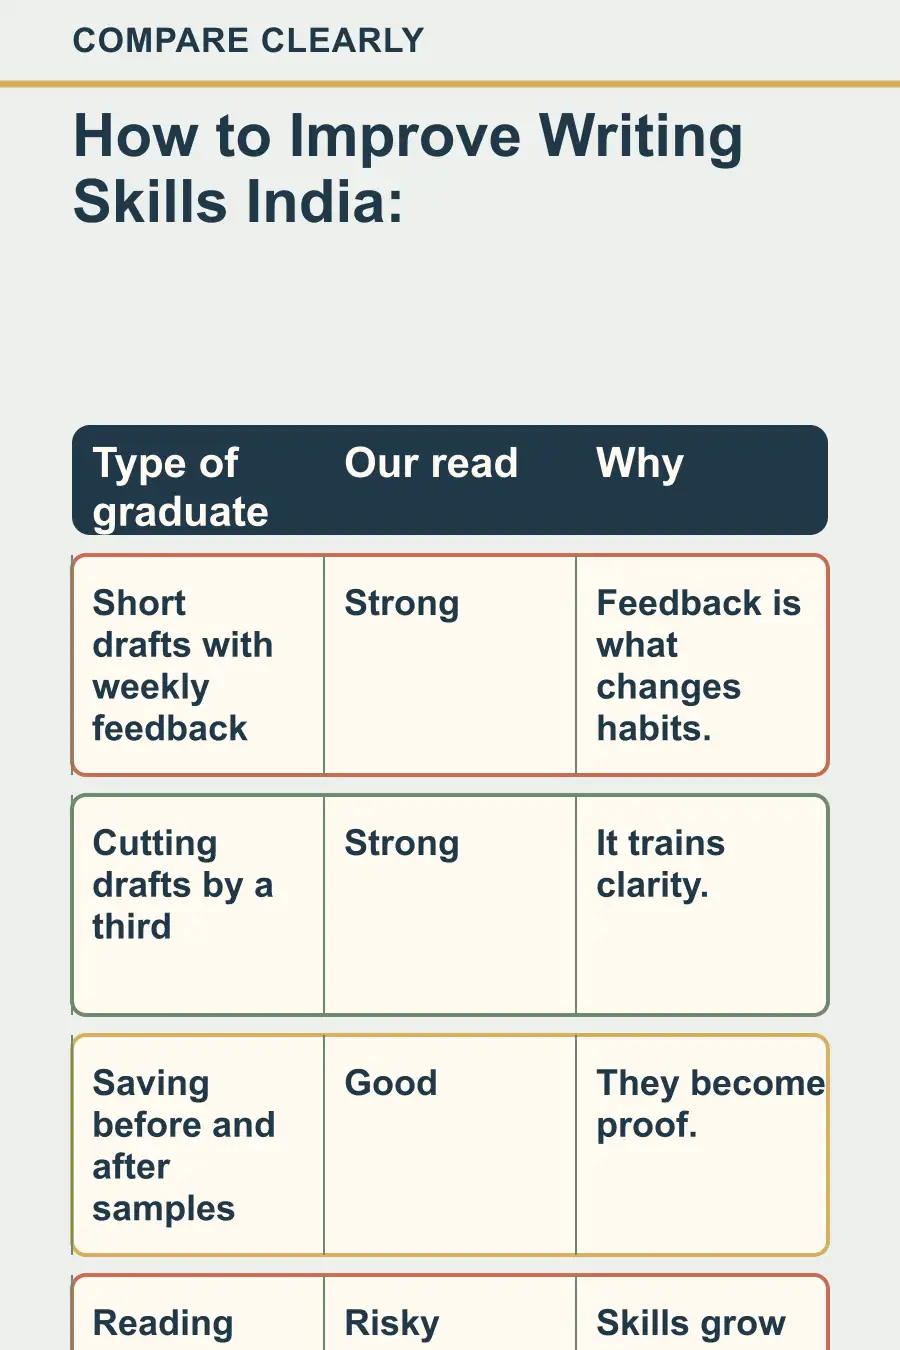 COMPARE CLEARLY
How to Improve Writing
Skills India:
Type of
graduate
Our read
Why
Short
drafts with
weekly
feedback
Strong
Feedback is
what
changes
habits.
Cutting
drafts by a
third
Strong
It trains
clarity.
Saving
before and
after
samples
Good
They become
proof.
Reading
Risky
Skills grow